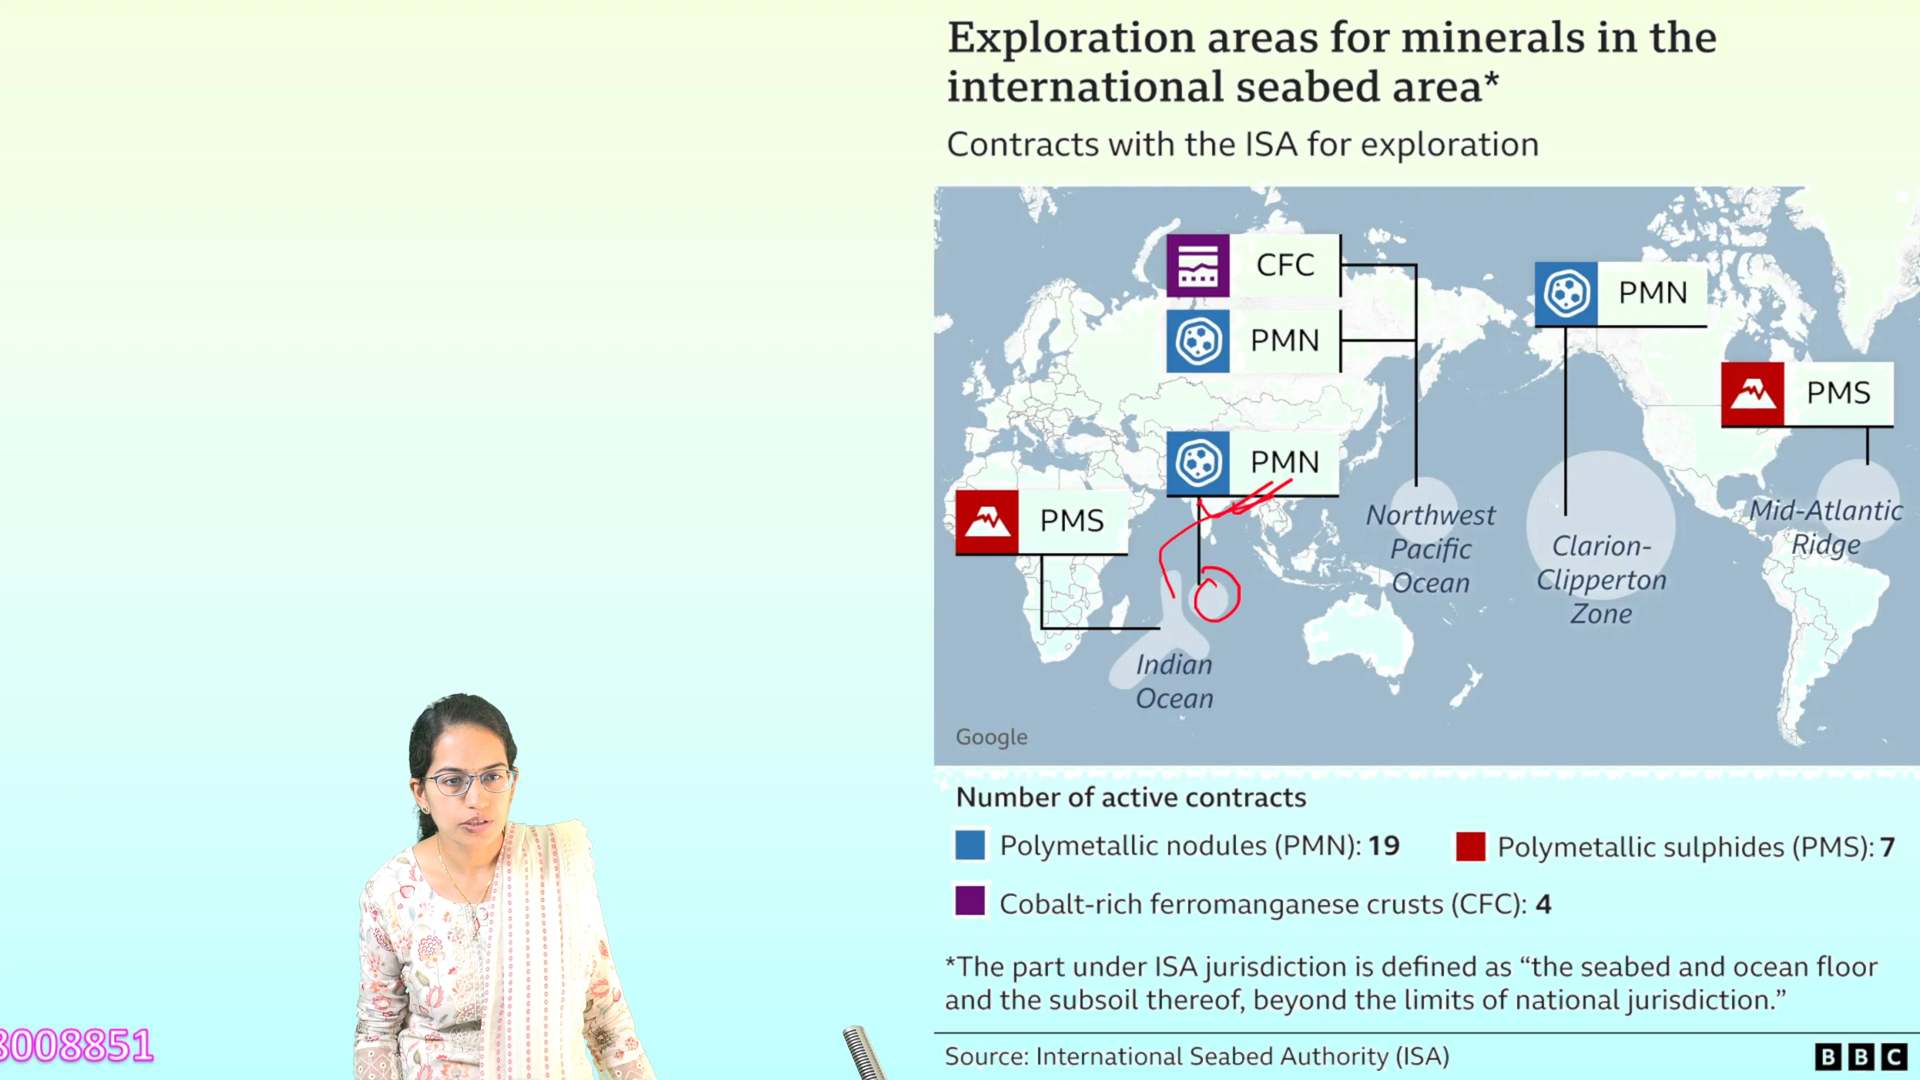 Exploration areas for minerals in the
international seabed area*
Contracts with the ISA for exploration
CFC
PMN
PMN
PMS
PMN
PMS
Northwest
Pacific
Ocean
Clarion-
Clipperton
Zone
Mid-Atlantic
Ridge
Indian
Ocean
Google
Number of active contracts
Polymetallic nodules (PMN): 19
Polymetallic sulphides (PMS): 7
Cobalt-rich ferromanganese crusts (CFC): 4
*The part under ISA jurisdiction is defined as “the seabed and ocean floor
and the subsoil thereof, beyond the limits of national jurisdiction.”
Source: International Seabed Authority (ISA)
BBC
8008851